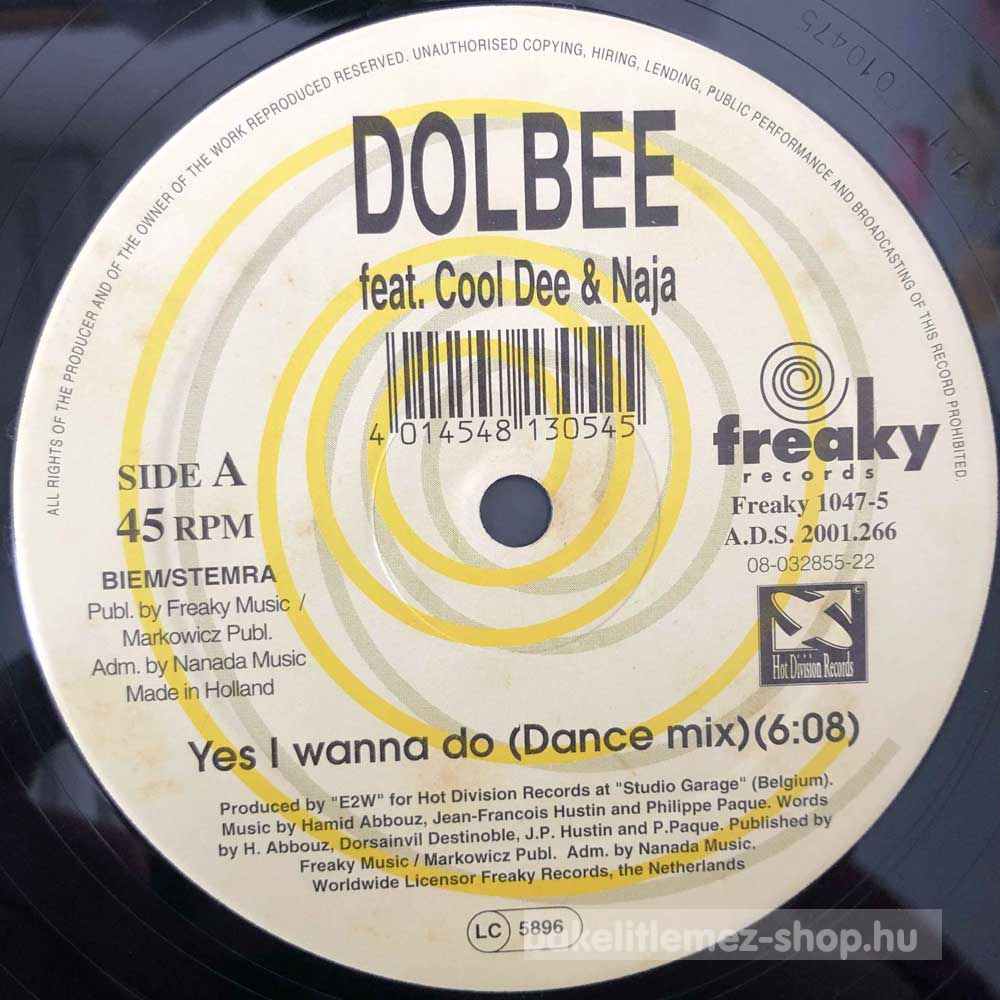 ALL RIGHTS OF THE PRODUCER AND OF THE OWNER OF THE WORK REPRODUCED RESERVED. UNAUTHORISED COPYING, HIRING, LENDING, PUBLIC PERFORMANCE AND BROADCASTING OF THIS RECORD PROHIBITED.
010475
1-1
DOLBEE
feat. Cool Dee & Naja
4 014548 130545
freaky
records
SIDE A
45 RPM
Freaky 1047-5
A.D.S. 2001.266
08-032855-22
BIEM/STEMRA
Publ. by Freaky Music /
Markowicz Publ.
Adm. by Nanada Music
Made in Holland
Hot Division Records
Yes I wanna do (Dance mix)(6:08)
Produced by "E2W" for Hot Division Records at "Studio Garage" (Belgium).
Music by Hamid Abbouz, Jean-Francois Hustin and Philippe Paque. Words
by H. Abbouz, Dorsainvil Destinoble, J.P. Hustin and P.Paque. Published by
Freaky Music / Markowicz Publ. Adm. by Nanada Music.
Worldwide Licensor Freaky Records, the Netherlands
LC 5896
bakelitlemez-shop.hu